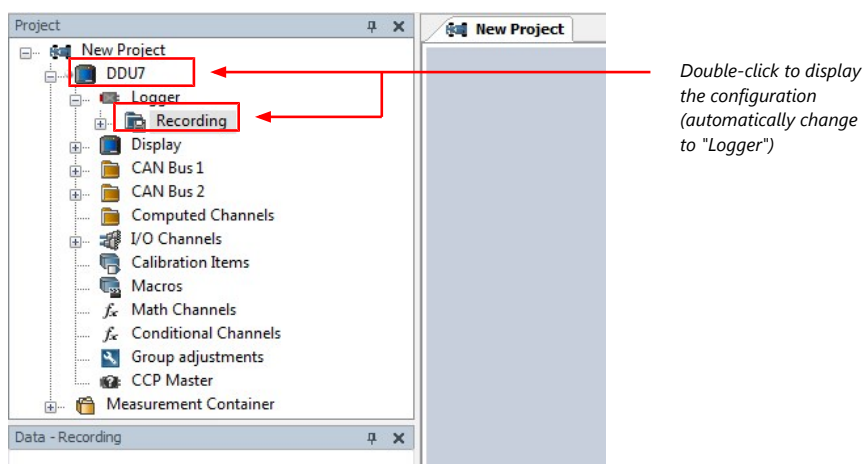 Project
New Project
New Project
DDU7
Logger
Recording
Display
CAN Bus 1
CAN Bus 2
Computed Channels
I/O Channels
Calibration Items
Macros
fx Math Channels
fx Conditional Channels
Group adjustments
CCP Master
Measurement Container
Data - Recording
Double-click to display
the configuration
(automatically change
to "Logger")